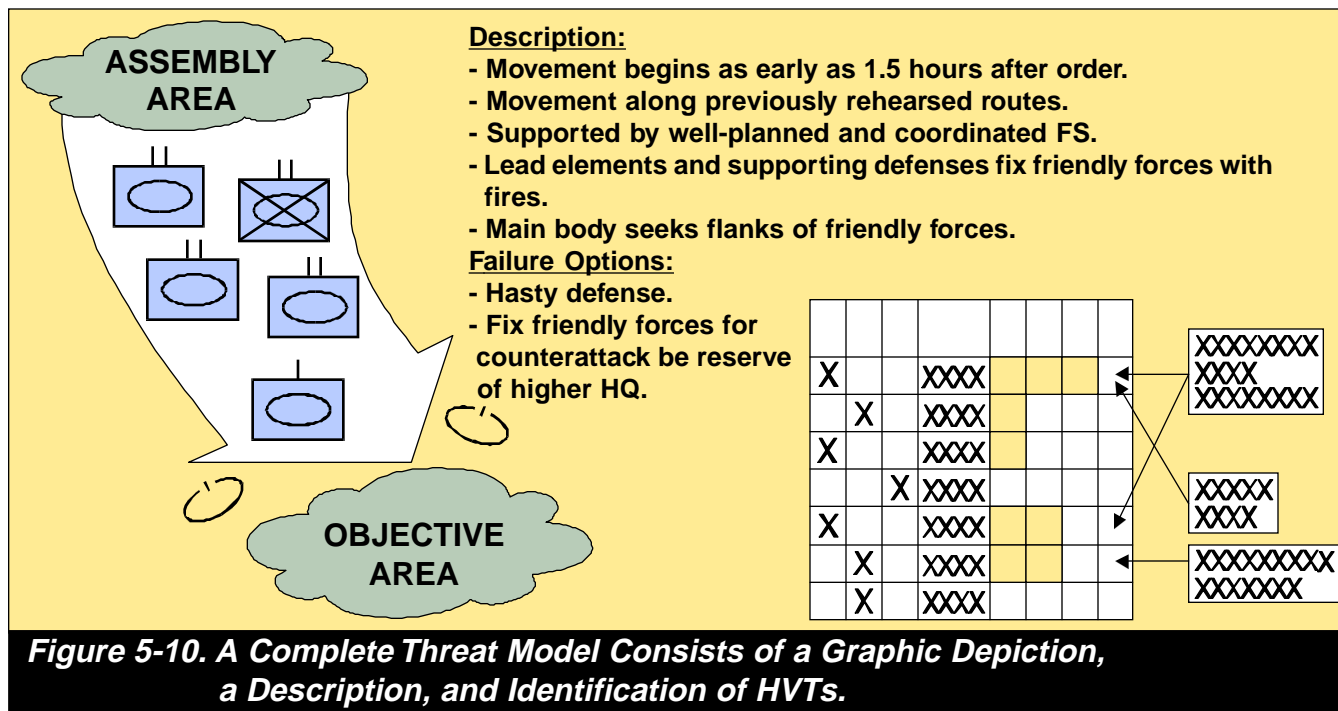 ASSEMBLY
AREA
Description:
- Movement begins as early as 1.5 hours after order.
- Movement along previously rehearsed routes.
- Supported by well-planned and coordinated FS.
- Lead elements and supporting defenses fix friendly forces with
fires.
- Main body seeks flanks of friendly forces.
Failure Options:
- Hasty defense.
- Fix friendly forces for
counterattack be reserve
of higher HQ.
OBJECTIVE
AREA
X XXXX
X XXXX
X XXXX
X XXXX
X XXXX
X XXXX
X XXXX
XXXXXXXX
XXXX
XXXXXXXX
XXXXX
XXXX
XXXXXXXXX
XXXXXXX
Figure 5-10. A Complete Threat Model Consists of a Graphic Depiction,
a Description, and Identification of HVTs.